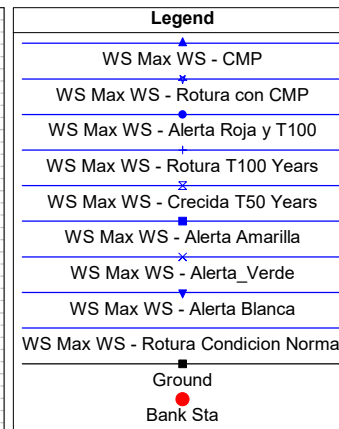 Legend
WS Max WS - CMP
WS Max WS - Rotura con CMP
WS Max WS - Alerta Roja y T100
WS Max WS - Rotura T100 Years
WS Max WS - Crecida T50 Years
WS Max WS - Alerta Amarilla
WS Max WS - Alerta_Verde
WS Max WS - Alerta Blanca
WS Max WS - Rotura Condicion Norma
Ground
Bank Sta